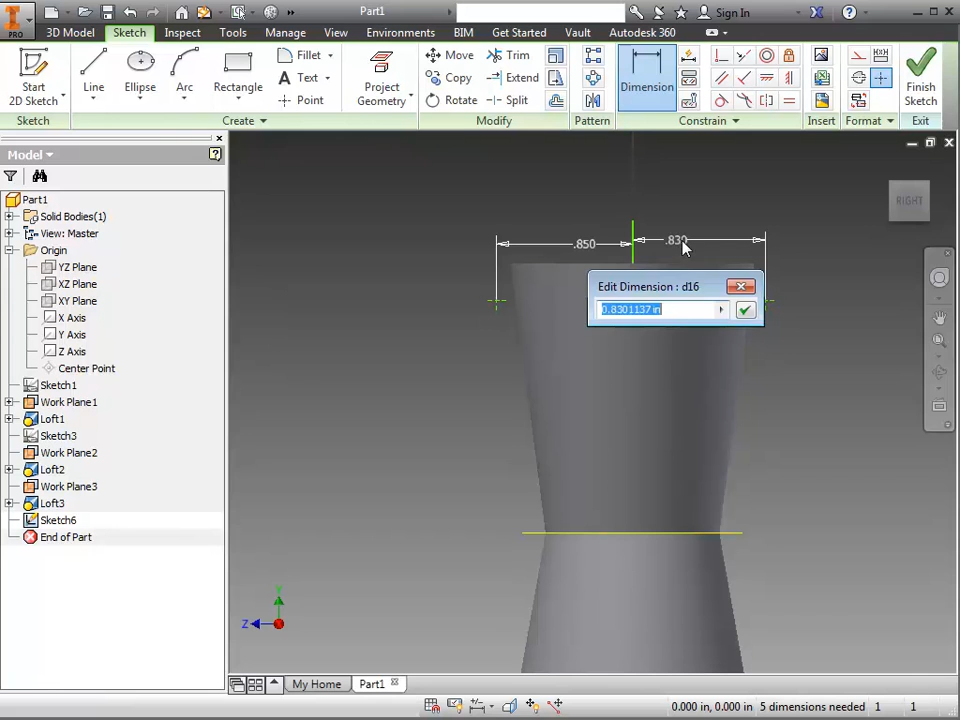 Part1
Sign In
PRO
3D Model Sketch Inspect Tools Manage View Environments BIM Get Started Vault Autodesk 360
Start
2D Sketch
Line
Ellipse
Arc
Rectangle
Fillet
Text
Point
Project
Geometry
Move
Copy
Rotate
Trim
Extend
Split
Dimension
Finish
Sketch
Sketch Create Modify Pattern Constrain Insert Format Exit
Model
RIGHT
Part1
Solid Bodies(1)
View: Master
Origin
YZ Plane
XZ Plane
XY Plane
X Axis
Y Axis
Z Axis
Center Point
Sketch1
Work Plane1
Loft1
Sketch3
Work Plane2
Loft2
Work Plane3
Loft3
Sketch6
End of Part
.850 .830
Edit Dimension : d16
0.8301137 in
Y
Z
My Home Part1
0.000 in, 0.000 in 5 dimensions needed 1 1